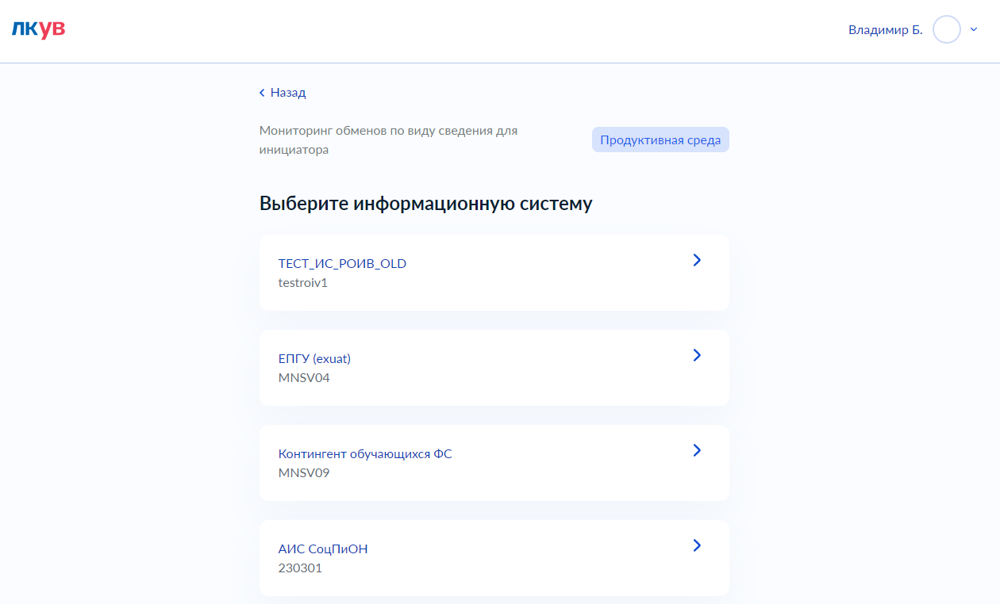 ЛКУВ
Владимир Б.
Назад
Мониторинг обменов по виду сведения для
инициатора
Продуктивная среда
Выберите информационную систему
ТЕСТ_ИС_РОИВ_OLD
testroiv1
ЕПГУ (exuat)
MNSV04
Контингент обучающихся ФС
MNSV09
АИС СоцПиОН
230301